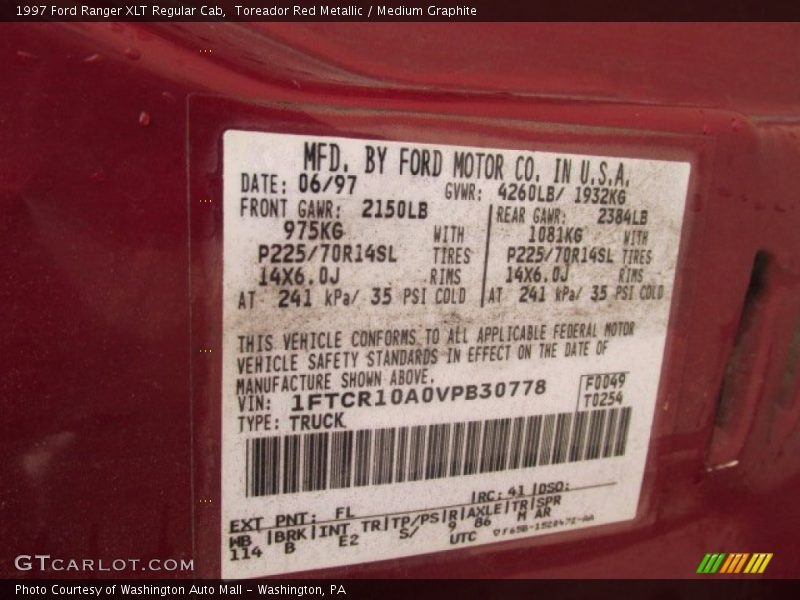 1997 Ford Ranger XLT Regular Cab,  Toreador Red Metallic / Medium Graphite
MFD. BY FORD MOTOR CO. IN U.S.A.
DATE: 06/97 GVWR: 4260LB/ 1932KG
FRONT GAWR: 2150LB REAR GAWR: 2384LB
975KG WITH 1081KG WITH
P225/70R14SL TIRES P225/70R14SL TIRES
14X6.0J RIMS 14X6.0J RIMS
AT 241 kPa/ 35 PSI COLD AT 241 kPa/ 35 PSI COLD
THIS VEHICLE CONFORMS TO ALL APPLICABLE FEDERAL MOTOR
VEHICLE SAFETY STANDARDS IN EFFECT ON THE DATE OF
MANUFACTURE SHOWN ABOVE.
VIN: 1FTCR10A0VPB30778 F0049
TYPE: TRUCK T0254
EXT PNT: FL RC: 41 DSO:
WB BRK INT TR TP/PS R AXLE TR SPR
114 B E2 S/ 9 86 M AR
UTC
GTCARLOT.COM
Photo Courtesy of Washington Auto Mall - Washington, PA